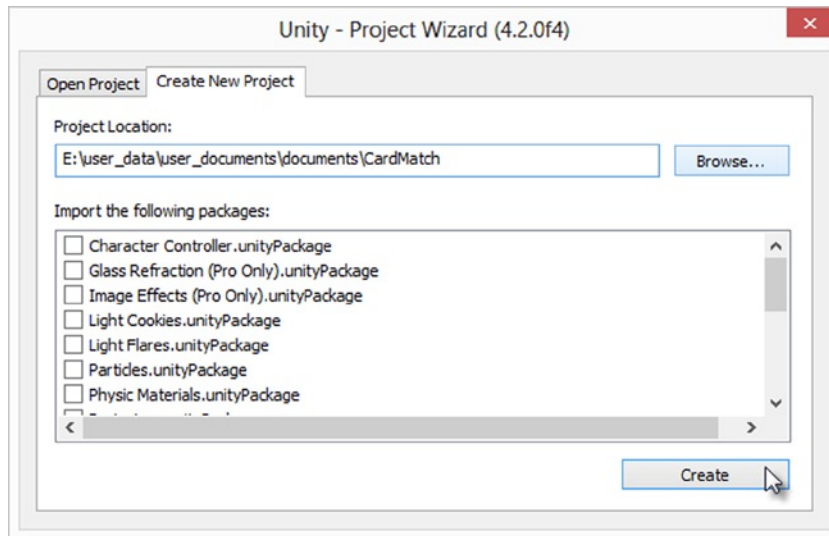 Unity - Project Wizard (4.2.0f4)
Open Project
Create New Project
Project Location:
E:\user_data\user_documents\documents\CardMatch
Browse...
Import the following packages:
Character Controller.unityPackage
Glass Refraction (Pro Only).unityPackage
Image Effects (Pro Only).unityPackage
Light Cookies.unityPackage
Light Flares.unityPackage
Particles.unityPackage
Physic Materials.unityPackage
Create